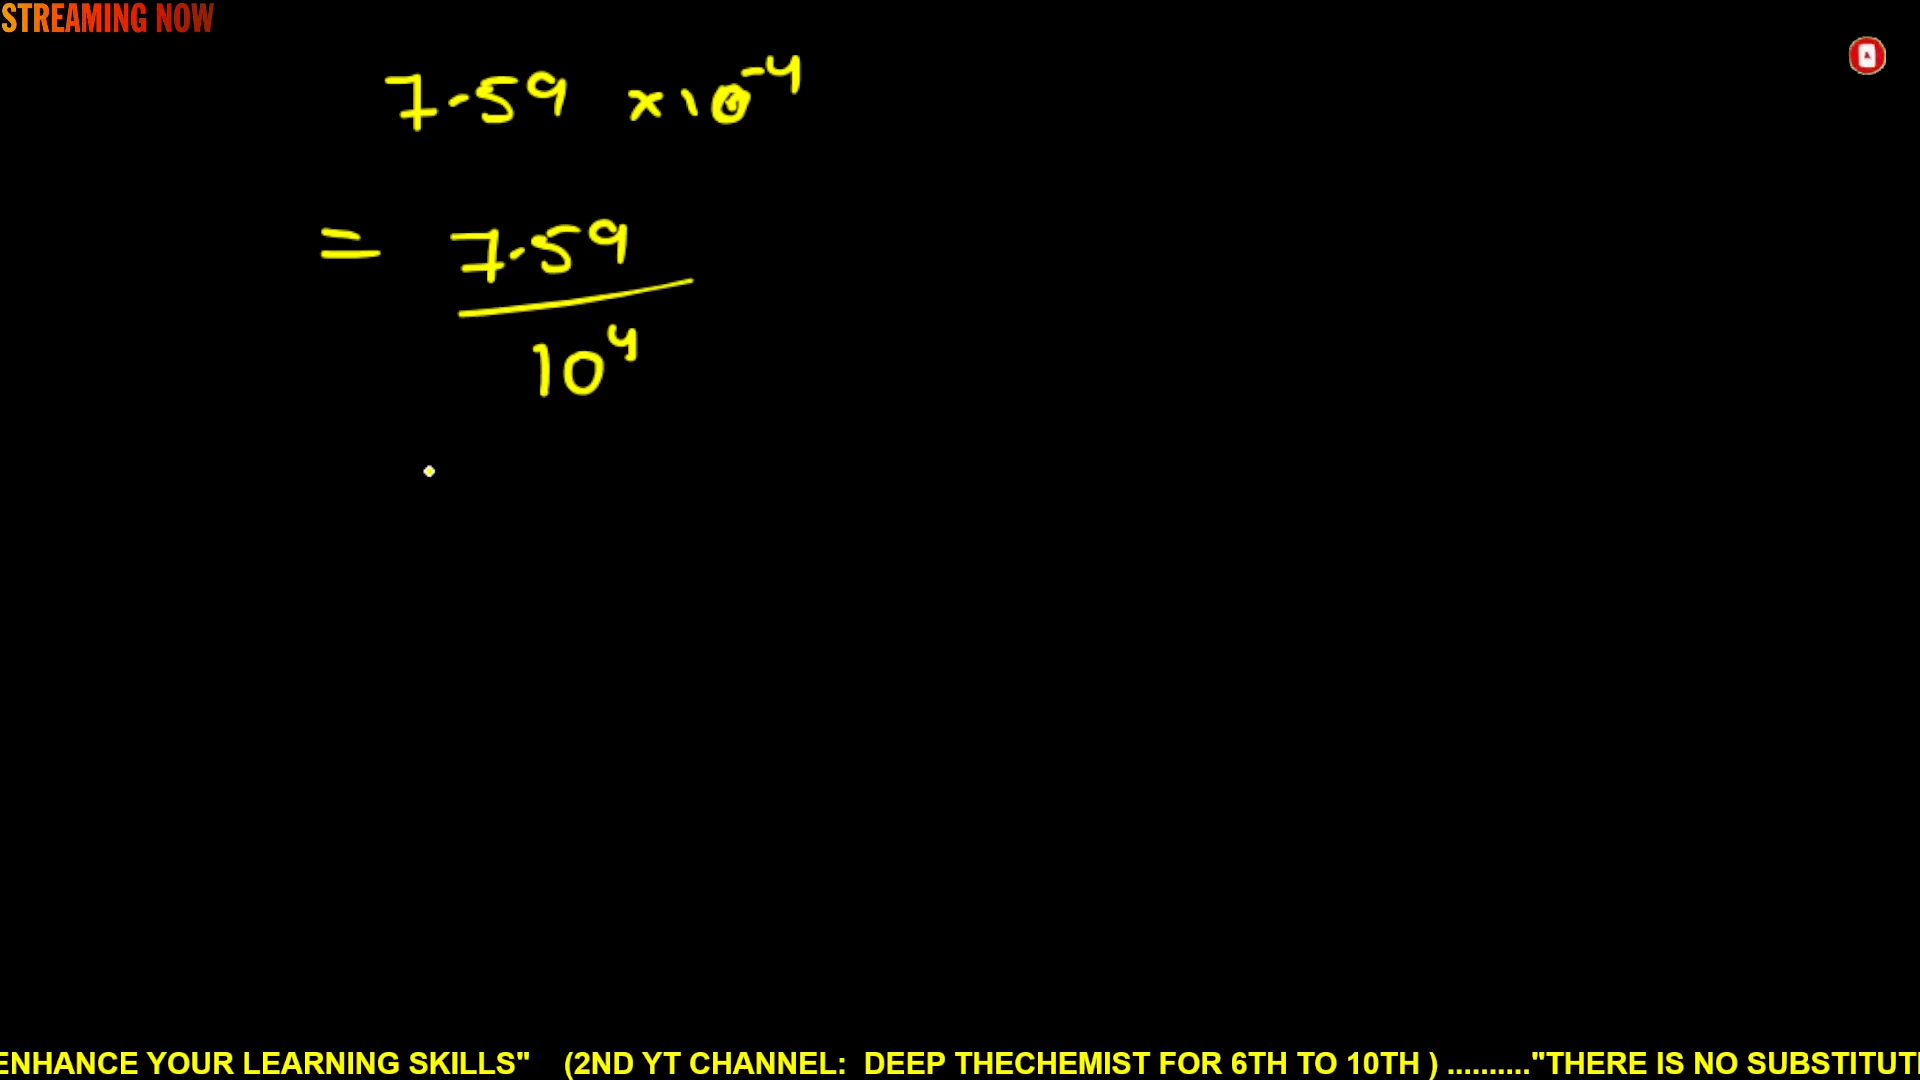 STREAMING NOW
7.59 ×10⁻⁴
= 7.59
10⁴
ENHANCE YOUR LEARNING SKILLS" (2ND YT CHANNEL: DEEP THECHEMIST FOR 6TH TO 10TH ) .........."THERE IS NO SUBSTITUT